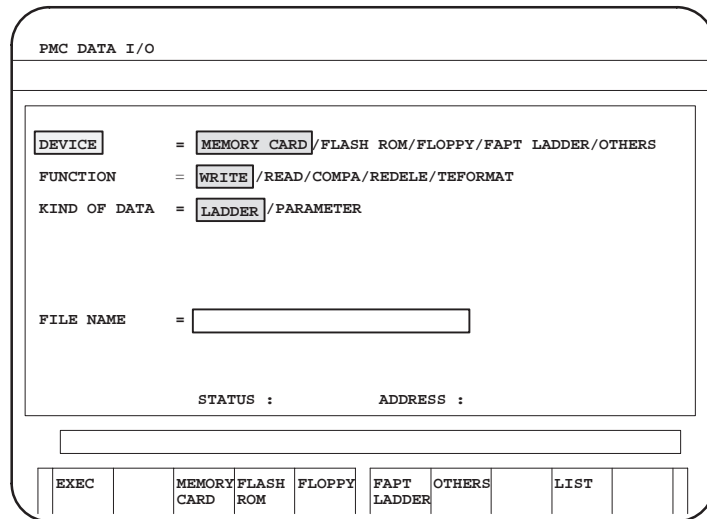 PMC DATA I/O
DEVICE = MEMORY CARD/FLASH ROM/FLOPPY/FAPT LADDER/OTHERS
FUNCTION = WRITE/READ/COMPA/REDELE/TEFORMAT
KIND OF DATA = LADDER/PARAMETER
FILE NAME =
STATUS : ADDRESS :
EXEC MEMORY FLASH FLOPPY FAPT OTHERS LIST
CARD ROM LADDER